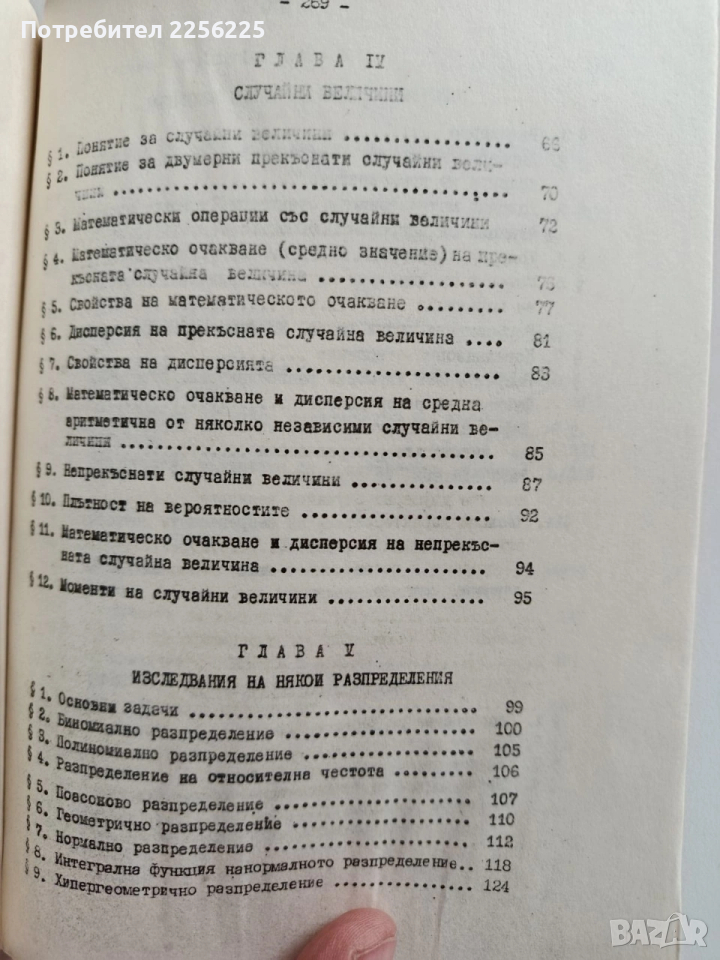 - 269 -
Потребител 2256225
ГЛАВА IV
СЛУЧАЙНИ ВЕЛИЧИНИ
§ 1. Понятие за случайни величини .................. 66
§ 2. Понятие за двумерни прекъснати случайни вели-
чини ........................................ 70
§ 3. Математически операции със случайни величини 72
§ 4. Математическо очакване (средно значение) на пре-
късната случайна величина .................. 75
§ 5. Свойства на математическото очакване ......... 77
§ 6. Дисперсия на прекъсната случайна величина .... 81
§ 7. Свойства на дисперсията ...................... 83
§ 8. Математическо очакване и дисперсия на средна
аритметична от няколко независими случайни ве-
личини ...................................... 85
§ 9. Непрекъснати случайни величини ............... 87
§ 10. Плътност на вероятностите .................... 92
§ 11. Математическо очакване и дисперсия на непрекъс-
ната случайна величина ...................... 94
§ 12. Моменти на случайни величини ................ 95
ГЛАВА V
ИЗСЛЕДВАНИЯ НА НЯКОИ РАЗПРЕДЕЛЕНИЯ
§ 1. Основни задачи .............................. 99
§ 2. Биномиално разпределение .................... 100
§ 3. Полиномиално разпределение .................. 105
§ 4. Разпределение на относителна честота ......... 106
§ 5. Поасоново разпределение ..................... 107
§ 6. Геометрично разпределение ................... 110
§ 7. Нормално разпределение ...................... 112
§ 8. Интегрална функция нанормалното разпределение.. 118
§ 9. Хипергеометрично разпределение .............. 124
BAZAR